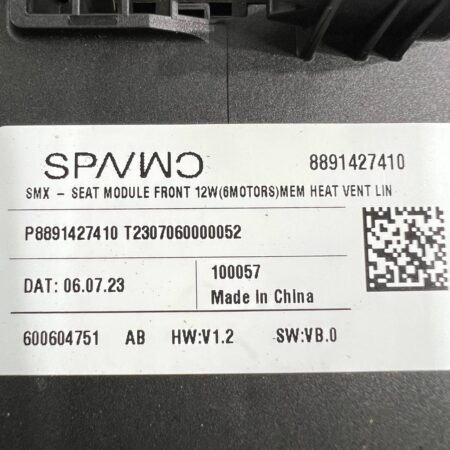 8891427410
SMX - SEAT MODULE FRONT 12W(6MOTORS)MEM HEAT VENT LIN
P8891427410 T2307060000052
DAT: 06.07.23
100057
Made In China
600604751 AB HW:V1.2 SW:VB.0